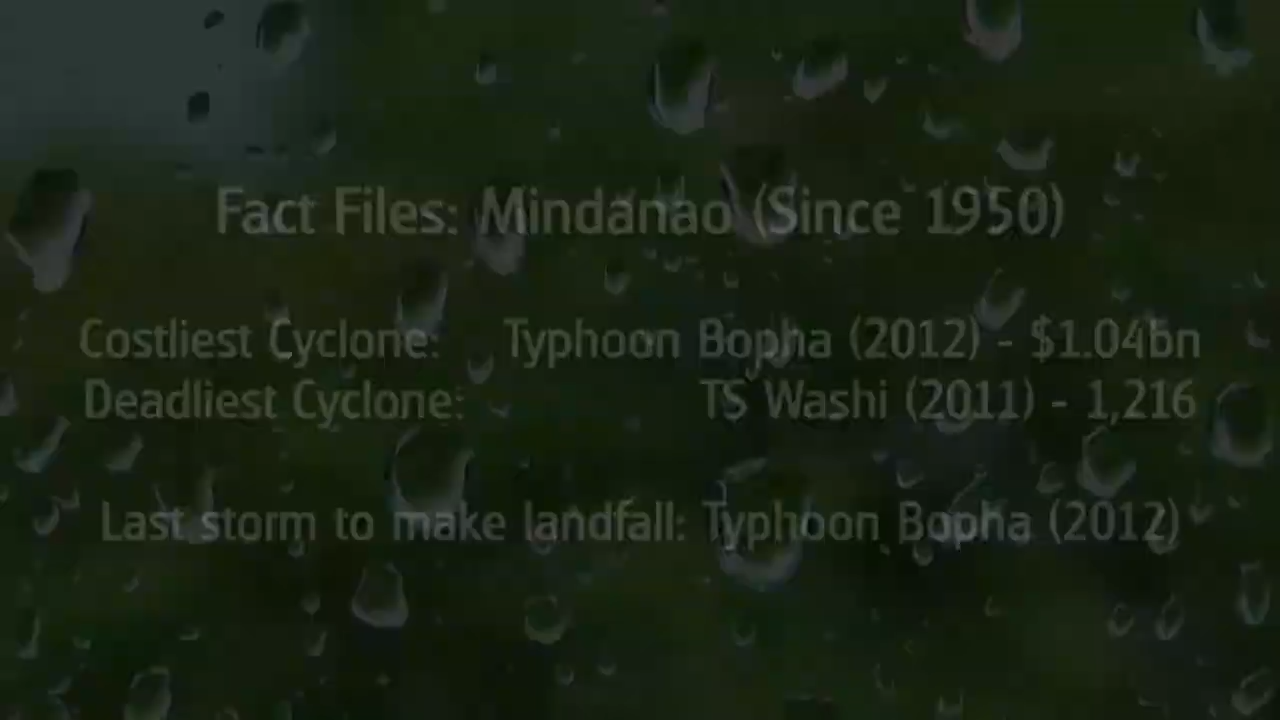 Fact Files: Mindanao (Since 1950)
Costliest Cyclone: Typhoon Bopha (2012) - $1.04bn
Deadliest Cyclone: TS Washi (2011) - 1,216
Last storm to make landfall: Typhoon Bopha (2012)